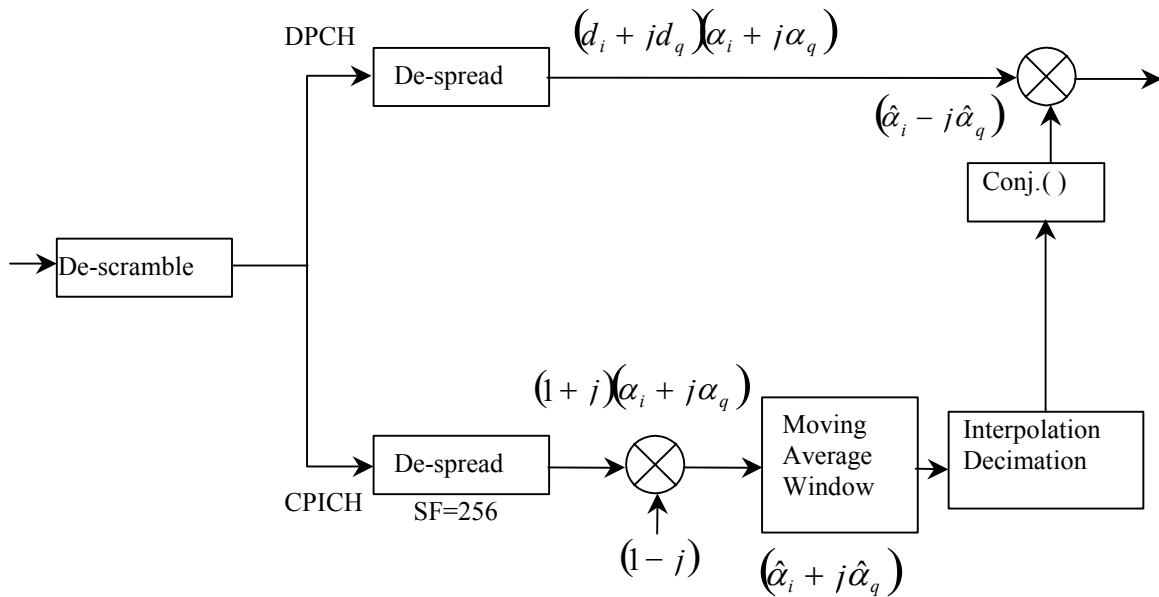 DPCH
(d_i + jd_q)(α_i + jα_q)
De-spread
(α̂_i − jα̂_q)
Conj.( )
De-scramble
(1 + j)(α_i + jα_q)
Moving
Average
Window
Interpolation
Decimation
De-spread
CPICH
SF=256
(1 − j)
(α̂_i + jα̂_q)